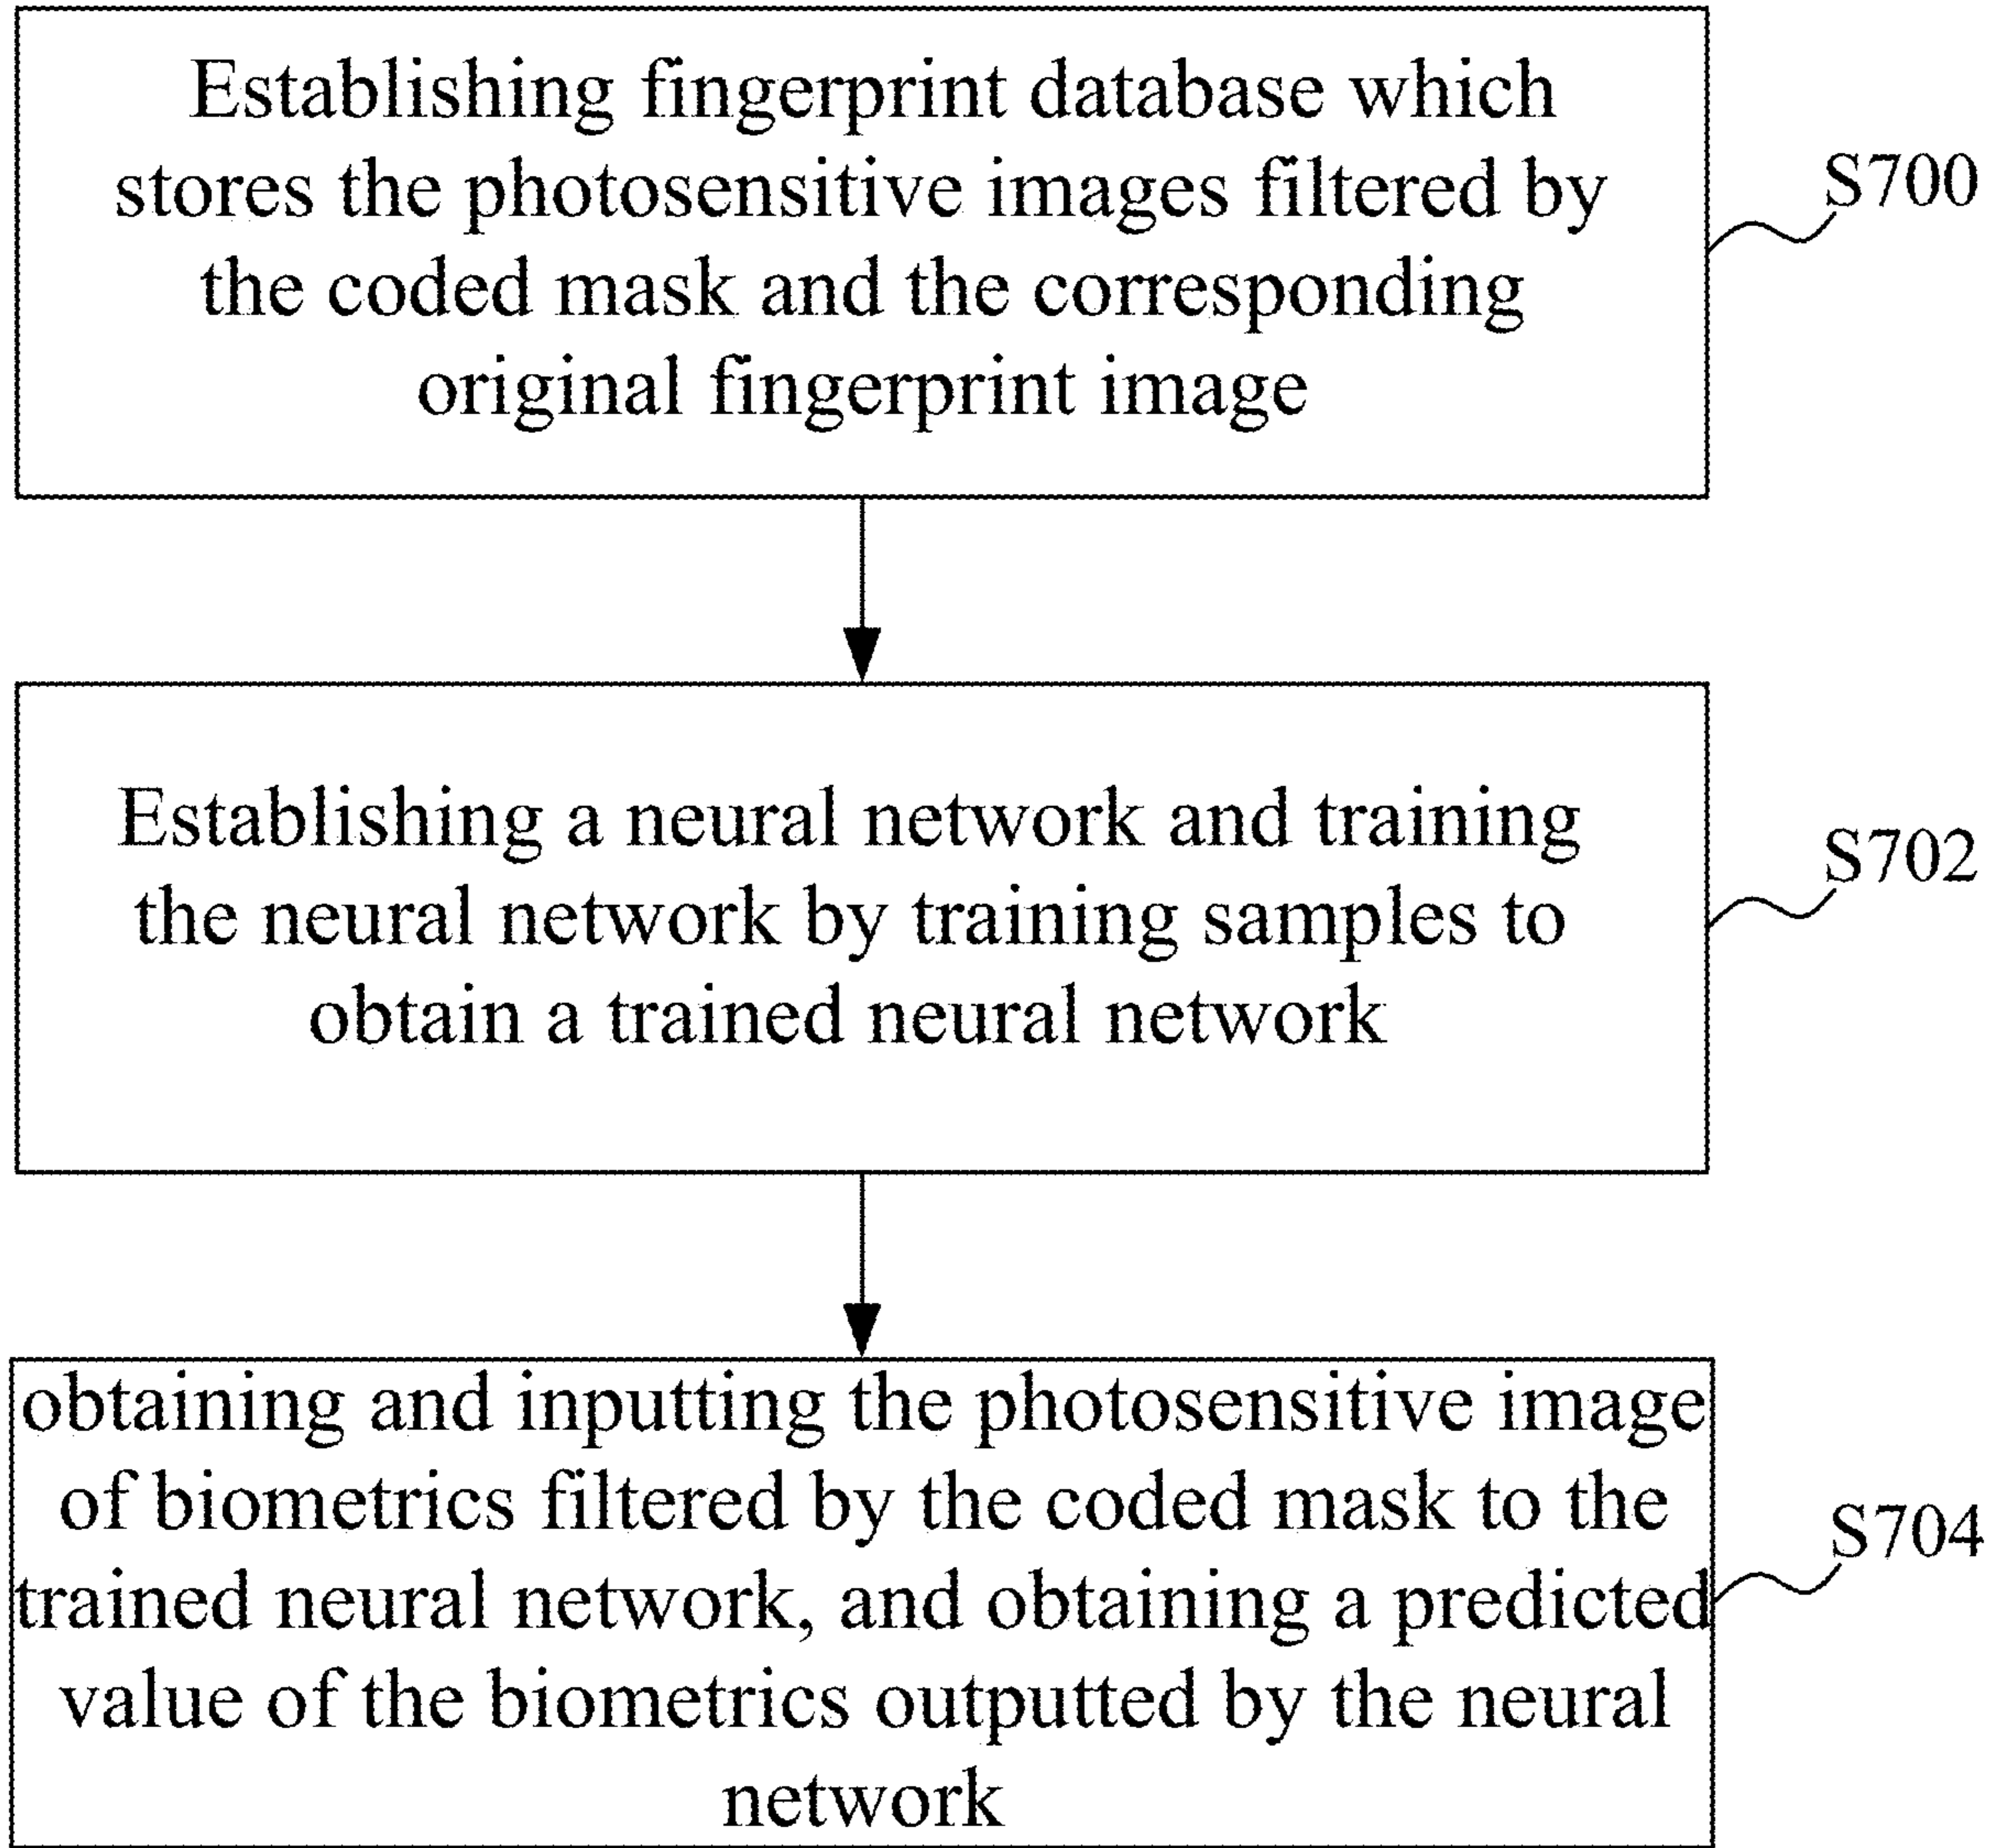 Establishing fingerprint database which
stores the photosensitive images filtered by
the coded mask and the corresponding
original fingerprint image
S700
Establishing a neural network and training
the neural network by training samples to
obtain a trained neural network
S702
obtaining and inputting the photosensitive image
of biometrics filtered by the coded mask to the
trained neural network, and obtaining a predicted
value of the biometrics outputted by the neural
network
S704